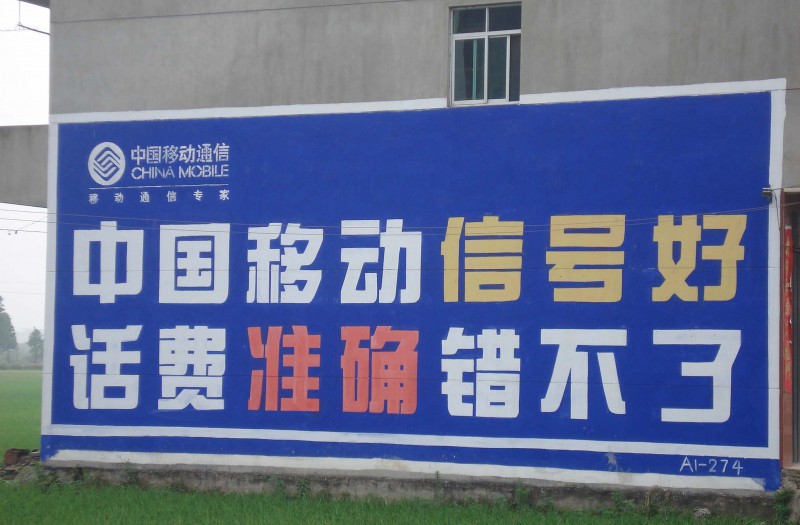 中国移动通信
CHINA MOBILE
移动通信专家
中国移动信号好
话费准确错不了
A1-274